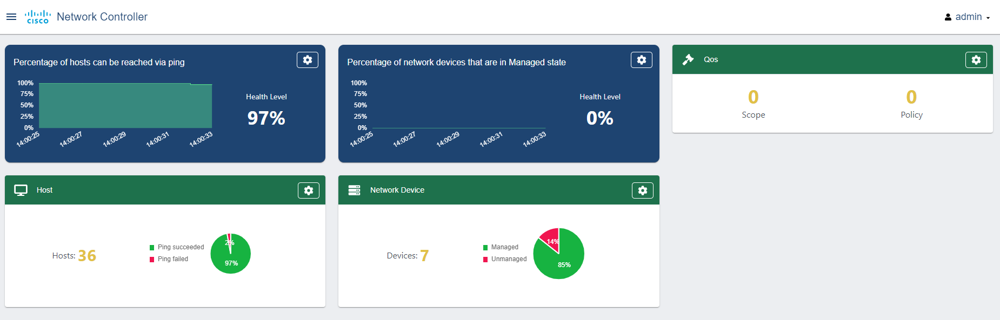 CISCO Network Controller
admin
Percentage of hosts can be reached via ping
100%
75%
50%
25%
0%
14:00:25 14:00:27 14:00:29 14:00:31 14:00:33
Health Level
97%
Percentage of network devices that are in Managed state
100%
75%
50%
25%
0%
14:00:25 14:00:27 14:00:29 14:00:31 14:00:33
Health Level
0%
Qos
0 0
Scope Policy
Host
Hosts: 36
Ping succeeded
Ping failed
2%
97%
Network Device
Devices: 7
Managed
Unmanaged
14%
85%